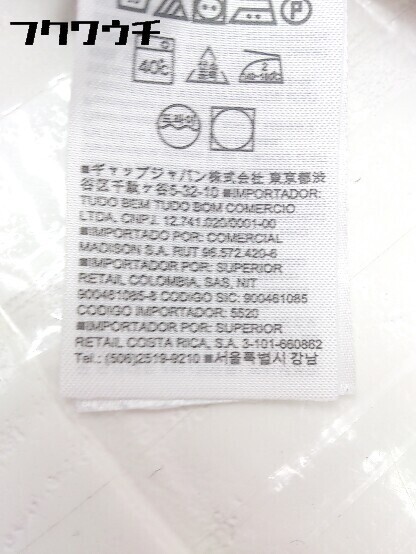 フクウウチ
P
40℃
2
■ギャップジャパン株式会社 東京都渋
谷区千駄ヶ谷5-32-10 ■IMPORTADOR:
TUDO BEM TUDO BOM COMERCIO
LTDA. CNPJ. 12.741.020/0001-00
■IMPORTADO POR: COMERCIAL
MADISON S.A. RUT 96.572.420-6
■IMPORTADOR POR: SUPERIOR
RETAIL COLOMBIA, SAS, NIT
900461085-8 CODIGO SIC: 900461085
CODIGO IMPORTADOR: 5520
■IMPORTADOR POR: SUPERIOR
RETAIL COSTA RICA, S.A. 3-101-660862
Tel.: (506)2519-9210 ■서울특별시 강남